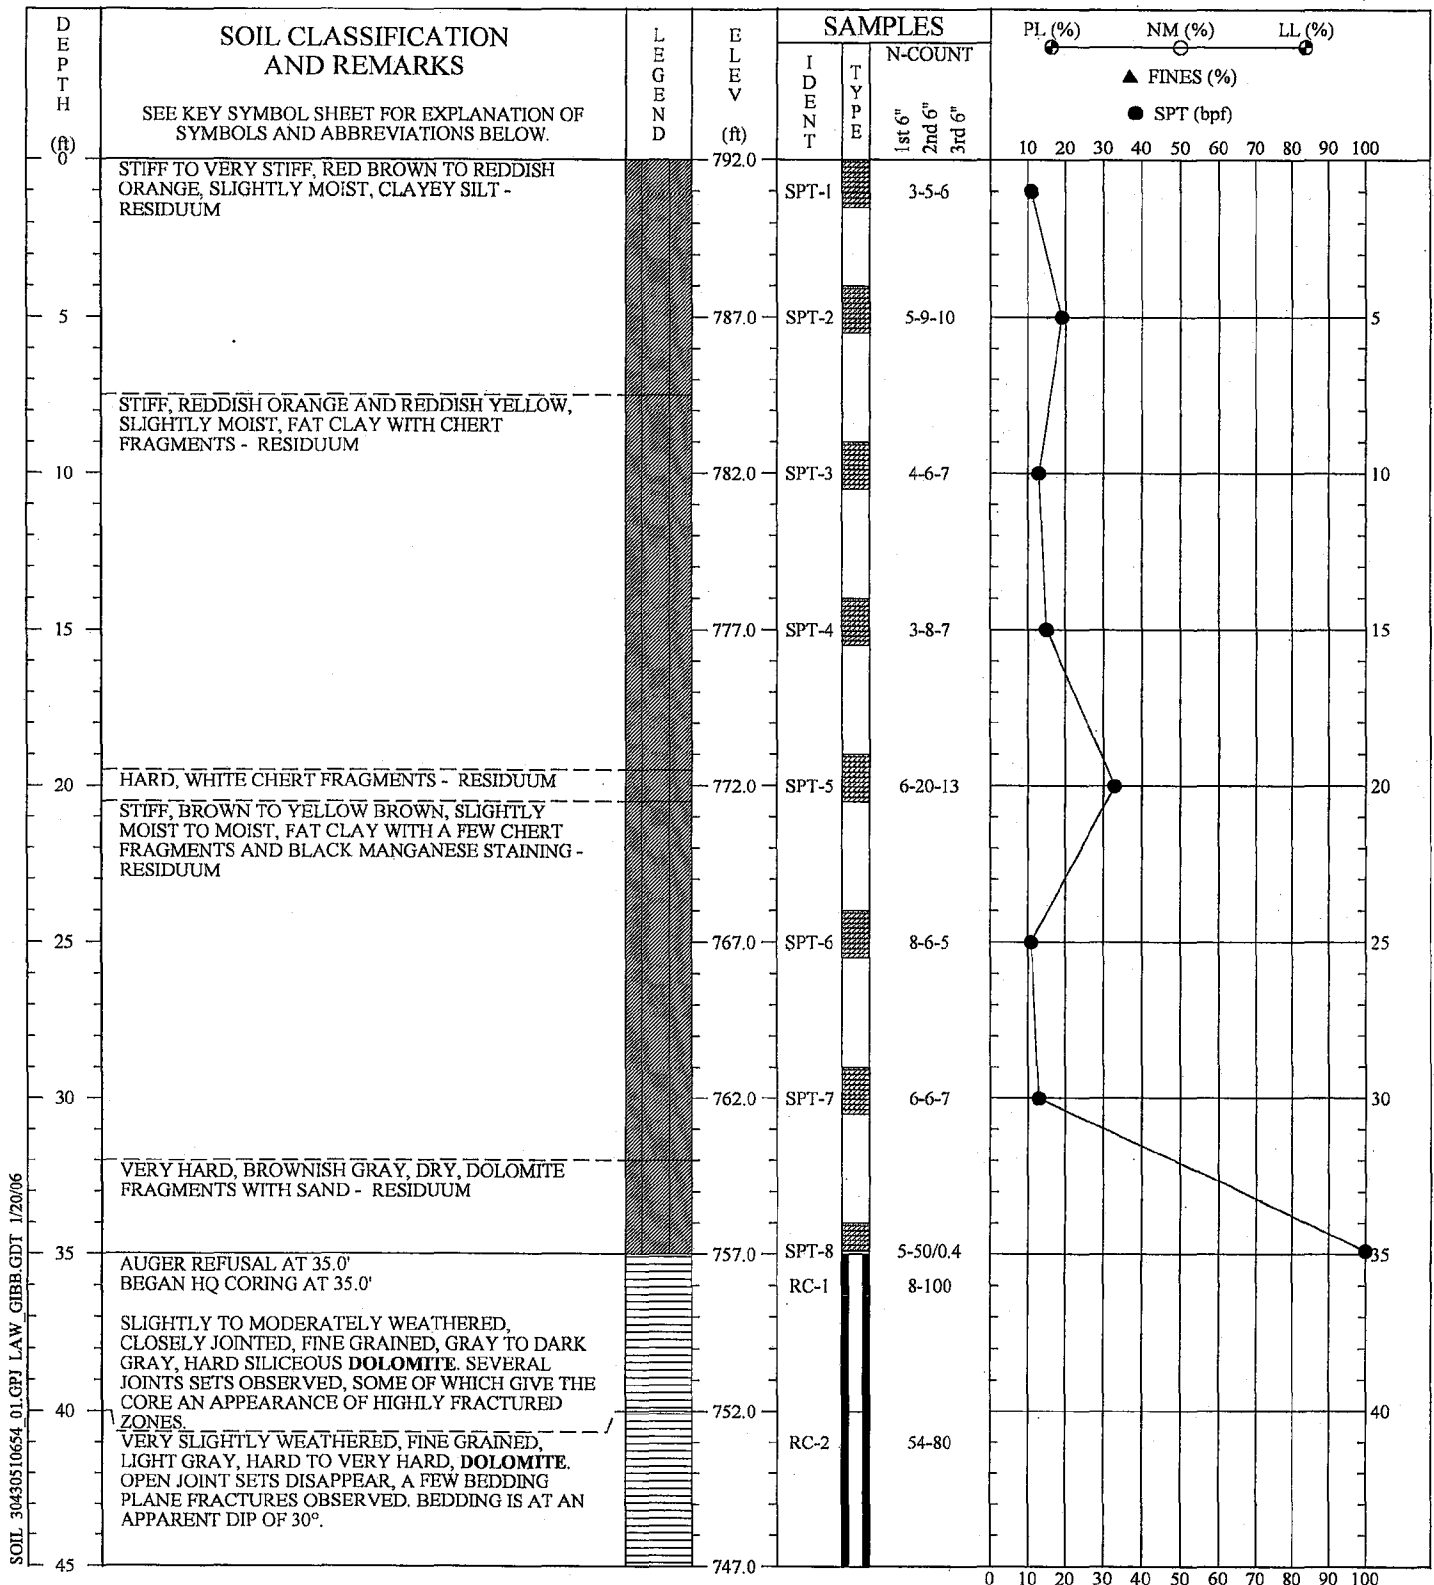 DEPTH
(ft)
SOIL CLASSIFICATION
AND REMARKS
SEE KEY SYMBOL SHEET FOR EXPLANATION OF
SYMBOLS AND ABBREVIATIONS BELOW.
LEGEND
ELEV
(ft)
SAMPLES
IDENT
TYPE
N-COUNT
1st 6"
2nd 6"
3rd 6"
PL (%) NM (%) LL (%)
▲ FINES (%)
● SPT (bpf)
10 20 30 40 50 60 70 80 90 100
0 792.0
STIFF TO VERY STIFF, RED BROWN TO REDDISH
ORANGE, SLIGHTLY MOIST, CLAYEY SILT -
RESIDUUM
SPT-1 3-5-6
5 787.0 SPT-2 5-9-10 5
STIFF, REDDISH ORANGE AND REDDISH YELLOW,
SLIGHTLY MOIST, FAT CLAY WITH CHERT
FRAGMENTS - RESIDUUM
10 782.0 SPT-3 4-6-7 10
15 777.0 SPT-4 3-8-7 15
HARD, WHITE CHERT FRAGMENTS - RESIDUUM
20 772.0 SPT-5 6-20-13 20
STIFF, BROWN TO YELLOW BROWN, SLIGHTLY
MOIST TO MOIST, FAT CLAY WITH A FEW CHERT
FRAGMENTS AND BLACK MANGANESE STAINING -
RESIDUUM
25 767.0 SPT-6 8-6-5 25
30 762.0 SPT-7 6-6-7 30
VERY HARD, BROWNISH GRAY, DRY, DOLOMITE
FRAGMENTS WITH SAND - RESIDUUM
35 757.0 SPT-8 5-50/0.4 35
AUGER REFUSAL AT 35.0'
BEGAN HQ CORING AT 35.0'
RC-1 8-100
SLIGHTLY TO MODERATELY WEATHERED,
CLOSELY JOINTED, FINE GRAINED, GRAY TO DARK
GRAY, HARD SILICEOUS DOLOMITE. SEVERAL
JOINTS SETS OBSERVED, SOME OF WHICH GIVE THE
CORE AN APPEARANCE OF HIGHLY FRACTURED
ZONES.
40 752.0 40
VERY SLIGHTLY WEATHERED, FINE GRAINED,
LIGHT GRAY, HARD TO VERY HARD, DOLOMITE.
OPEN JOINT SETS DISAPPEAR, A FEW BEDDING
PLANE FRACTURES OBSERVED. BEDDING IS AT AN
APPARENT DIP OF 30°.
RC-2 54-80
45 747.0
0 10 20 30 40 50 60 70 80 90 100
SOIL 30430510654_01.GPJ LAW_GIBB.GDT 1/20/06